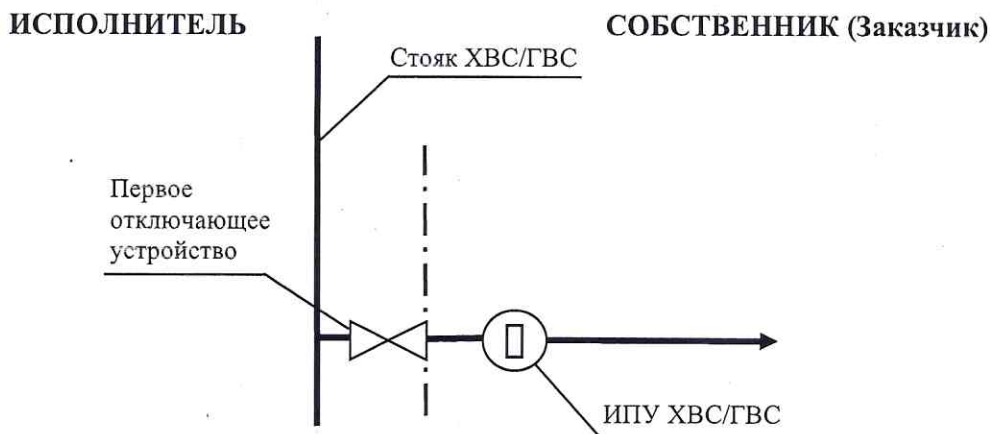 ИСПОЛНИТЕЛЬ
СОБСТВЕННИК (Заказчик)
Стояк ХВС/ГВС
Первое
отключающее
устройство
ИПУ ХВС/ГВС